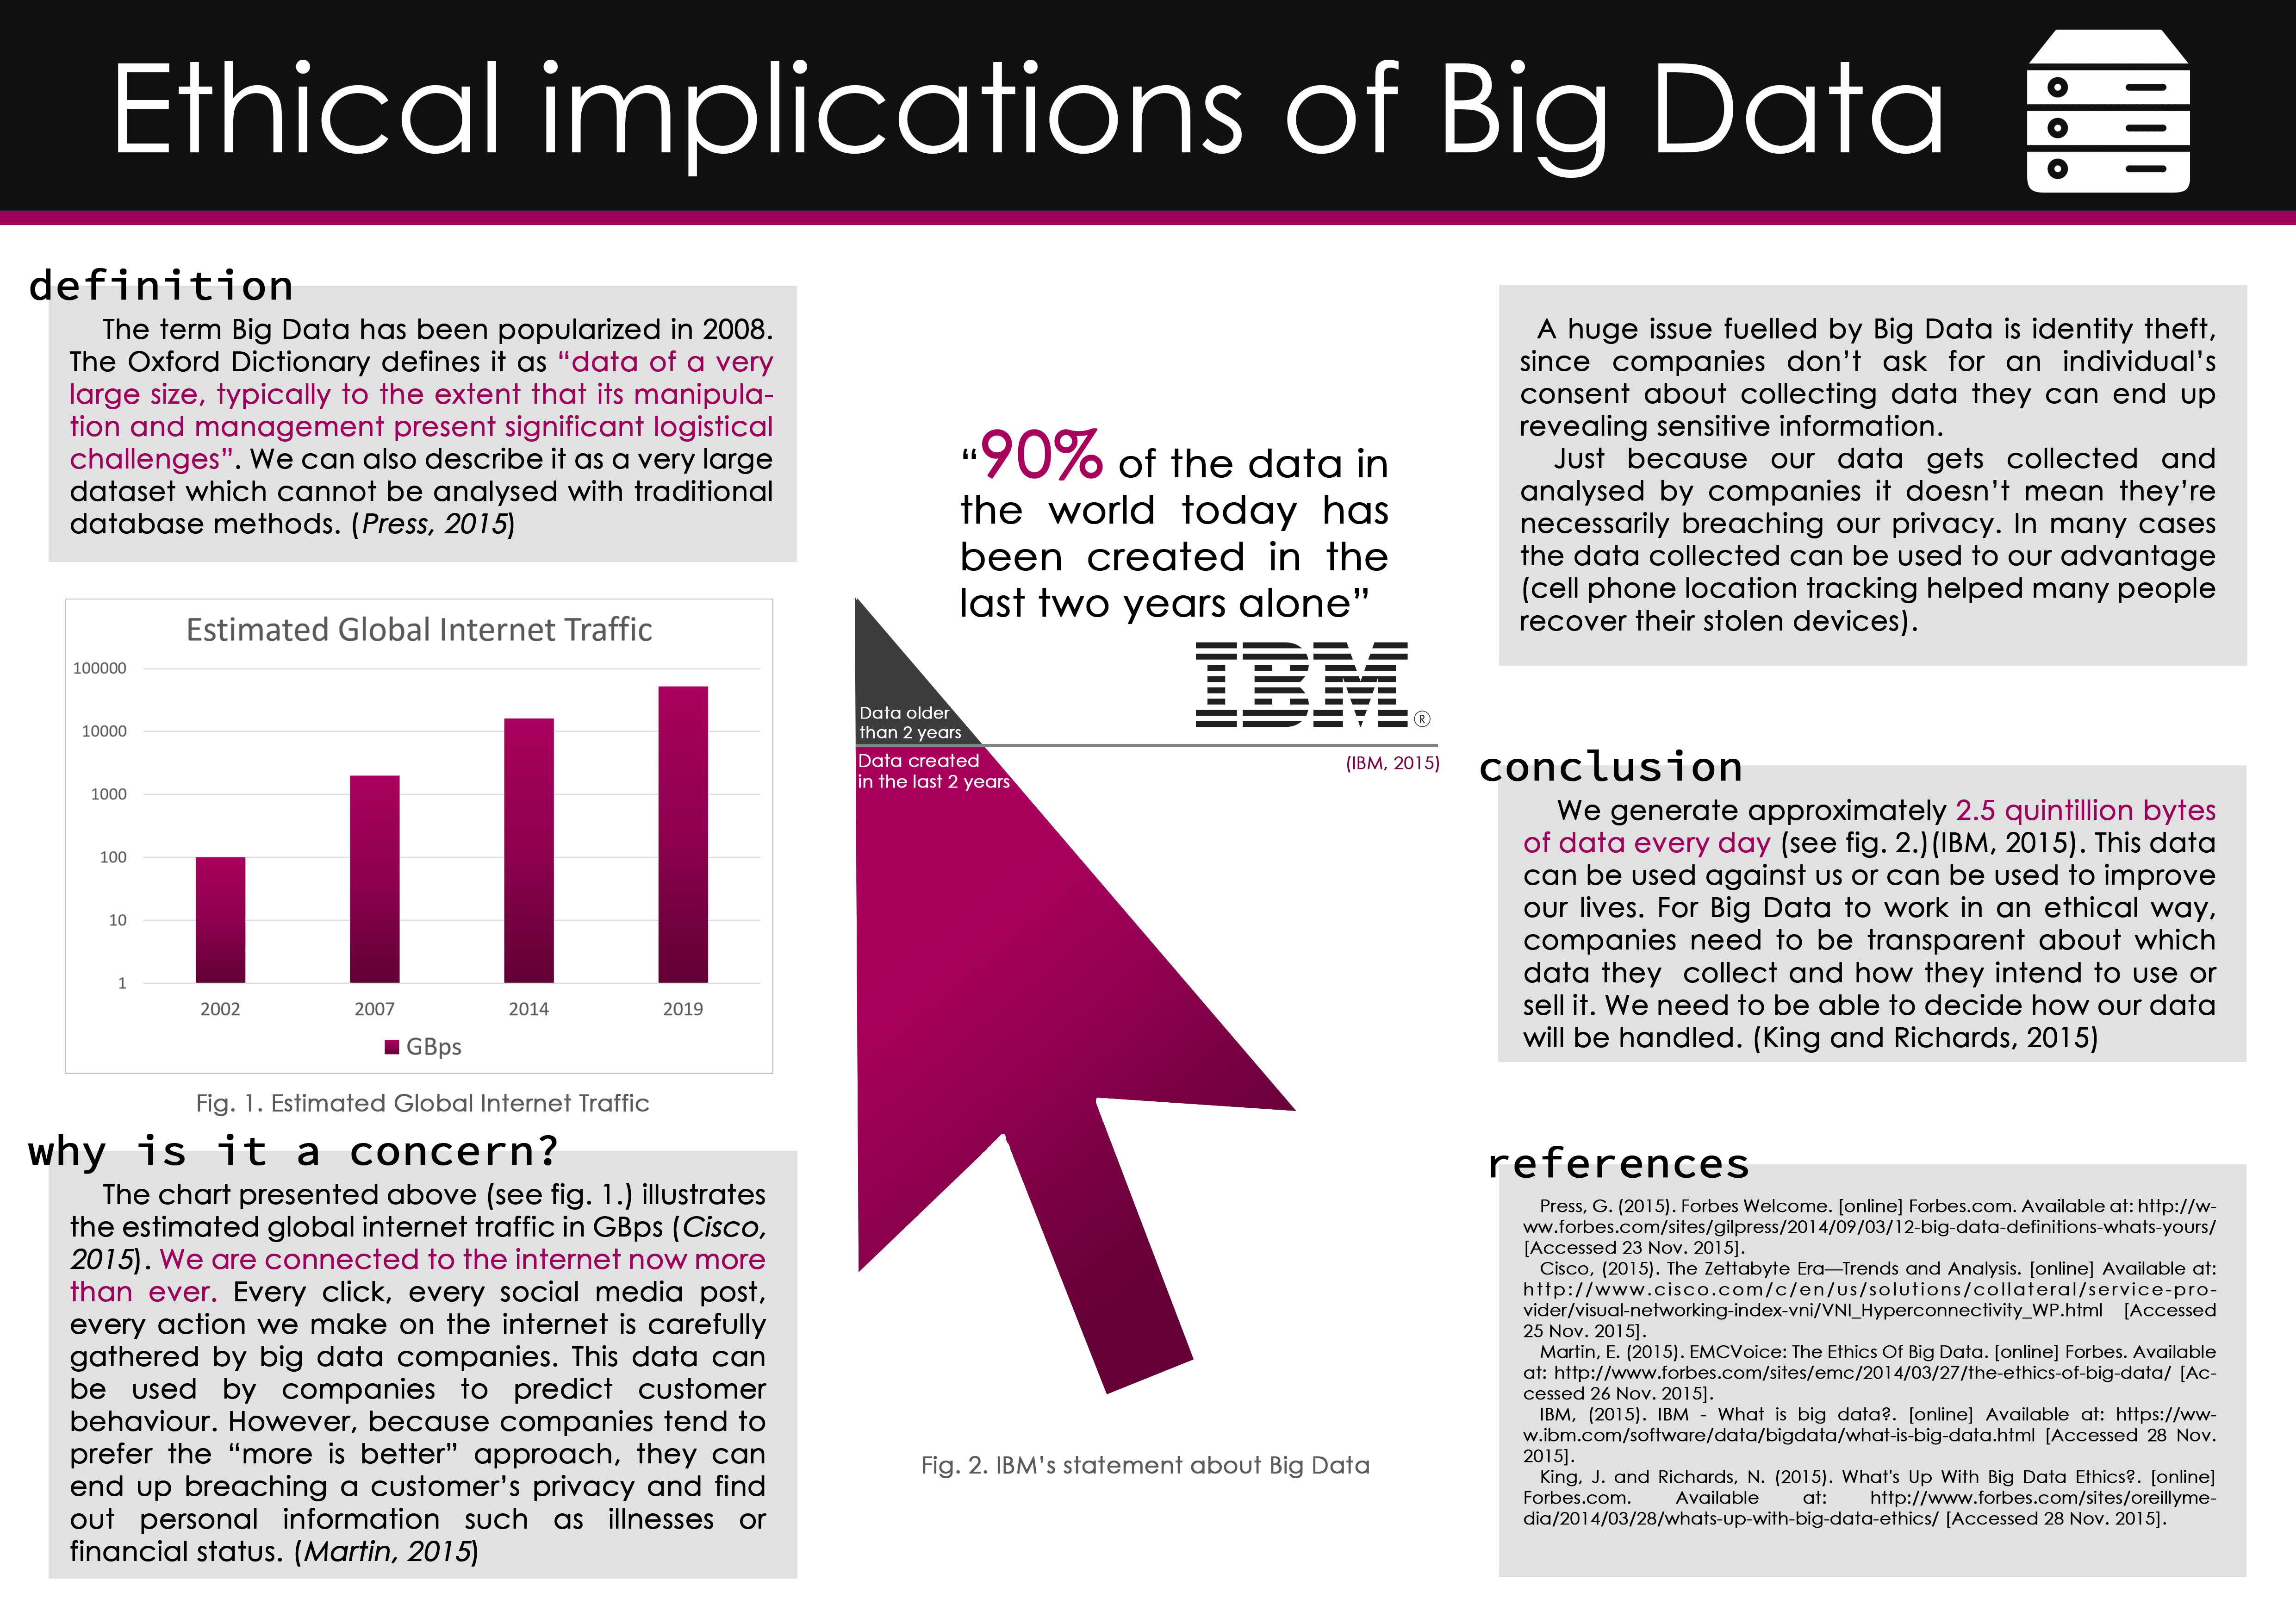 Ethical implications of Big Data
definition
The term Big Data has been popularized in 2008.
The Oxford Dictionary defines it as “data of a very
large size, typically to the extent that its manipula-
tion and management present significant logistical
challenges”. We can also describe it as a very large
dataset which cannot be analysed with traditional
database methods. (Press, 2015)
Estimated Global Internet Traffic
100000
10000
1000
100
10
1
2002 2007 2014 2019
GBps
Fig. 1. Estimated Global Internet Traffic
why is it a concern?
The chart presented above (see fig. 1.) illustrates
the estimated global internet traffic in GBps (Cisco,
2015). We are connected to the internet now more
than ever. Every click, every social media post,
every action we make on the internet is carefully
gathered by big data companies. This data can
be used by companies to predict customer
behaviour. However, because companies tend to
prefer the “more is better” approach, they can
end up breaching a customer’s privacy and find
out personal information such as illnesses or
financial status. (Martin, 2015)
“90% of the data in
the world today has
been created in the
last two years alone”
IBM®
Data older
than 2 years
Data created
in the last 2 years
(IBM, 2015)
Fig. 2. IBM’s statement about Big Data
A huge issue fuelled by Big Data is identity theft,
since companies don’t ask for an individual’s
consent about collecting data they can end up
revealing sensitive information.
Just because our data gets collected and
analysed by companies it doesn’t mean they’re
necessarily breaching our privacy. In many cases
the data collected can be used to our advantage
(cell phone location tracking helped many people
recover their stolen devices).
conclusion
We generate approximately 2.5 quintillion bytes
of data every day (see fig. 2.)(IBM, 2015). This data
can be used against us or can be used to improve
our lives. For Big Data to work in an ethical way,
companies need to be transparent about which
data they collect and how they intend to use or
sell it. We need to be able to decide how our data
will be handled. (King and Richards, 2015)
references
Press, G. (2015). Forbes Welcome. [online] Forbes.com. Available at: http://w-
ww.forbes.com/sites/gilpress/2014/09/03/12-big-data-definitions-whats-yours/
[Accessed 23 Nov. 2015].
Cisco, (2015). The Zettabyte Era—Trends and Analysis. [online] Available at:
http://www.cisco.com/c/en/us/solutions/collateral/service-pro-
vider/visual-networking-index-vni/VNI_Hyperconnectivity_WP.html [Accessed
25 Nov. 2015].
Martin, E. (2015). EMCVoice: The Ethics Of Big Data. [online] Forbes. Available
at: http://www.forbes.com/sites/emc/2014/03/27/the-ethics-of-big-data/ [Ac-
cessed 26 Nov. 2015].
IBM, (2015). IBM - What is big data?. [online] Available at: https://ww-
w.ibm.com/software/data/bigdata/what-is-big-data.html [Accessed 28 Nov.
2015].
King, J. and Richards, N. (2015). What's Up With Big Data Ethics?. [online]
Forbes.com. Available at: http://www.forbes.com/sites/oreillyme-
dia/2014/03/28/whats-up-with-big-data-ethics/ [Accessed 28 Nov. 2015].